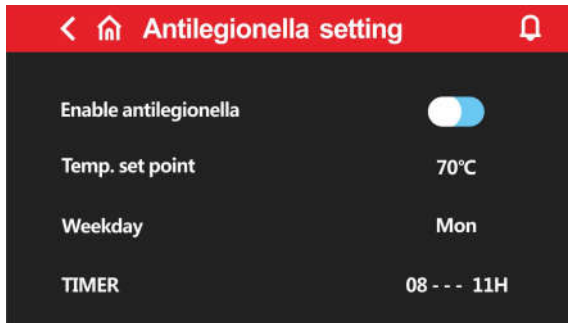 Antilegionella setting
Enable antilegionella
Temp. set point 70℃
Weekday Mon
TIMER 08 - - - 11H